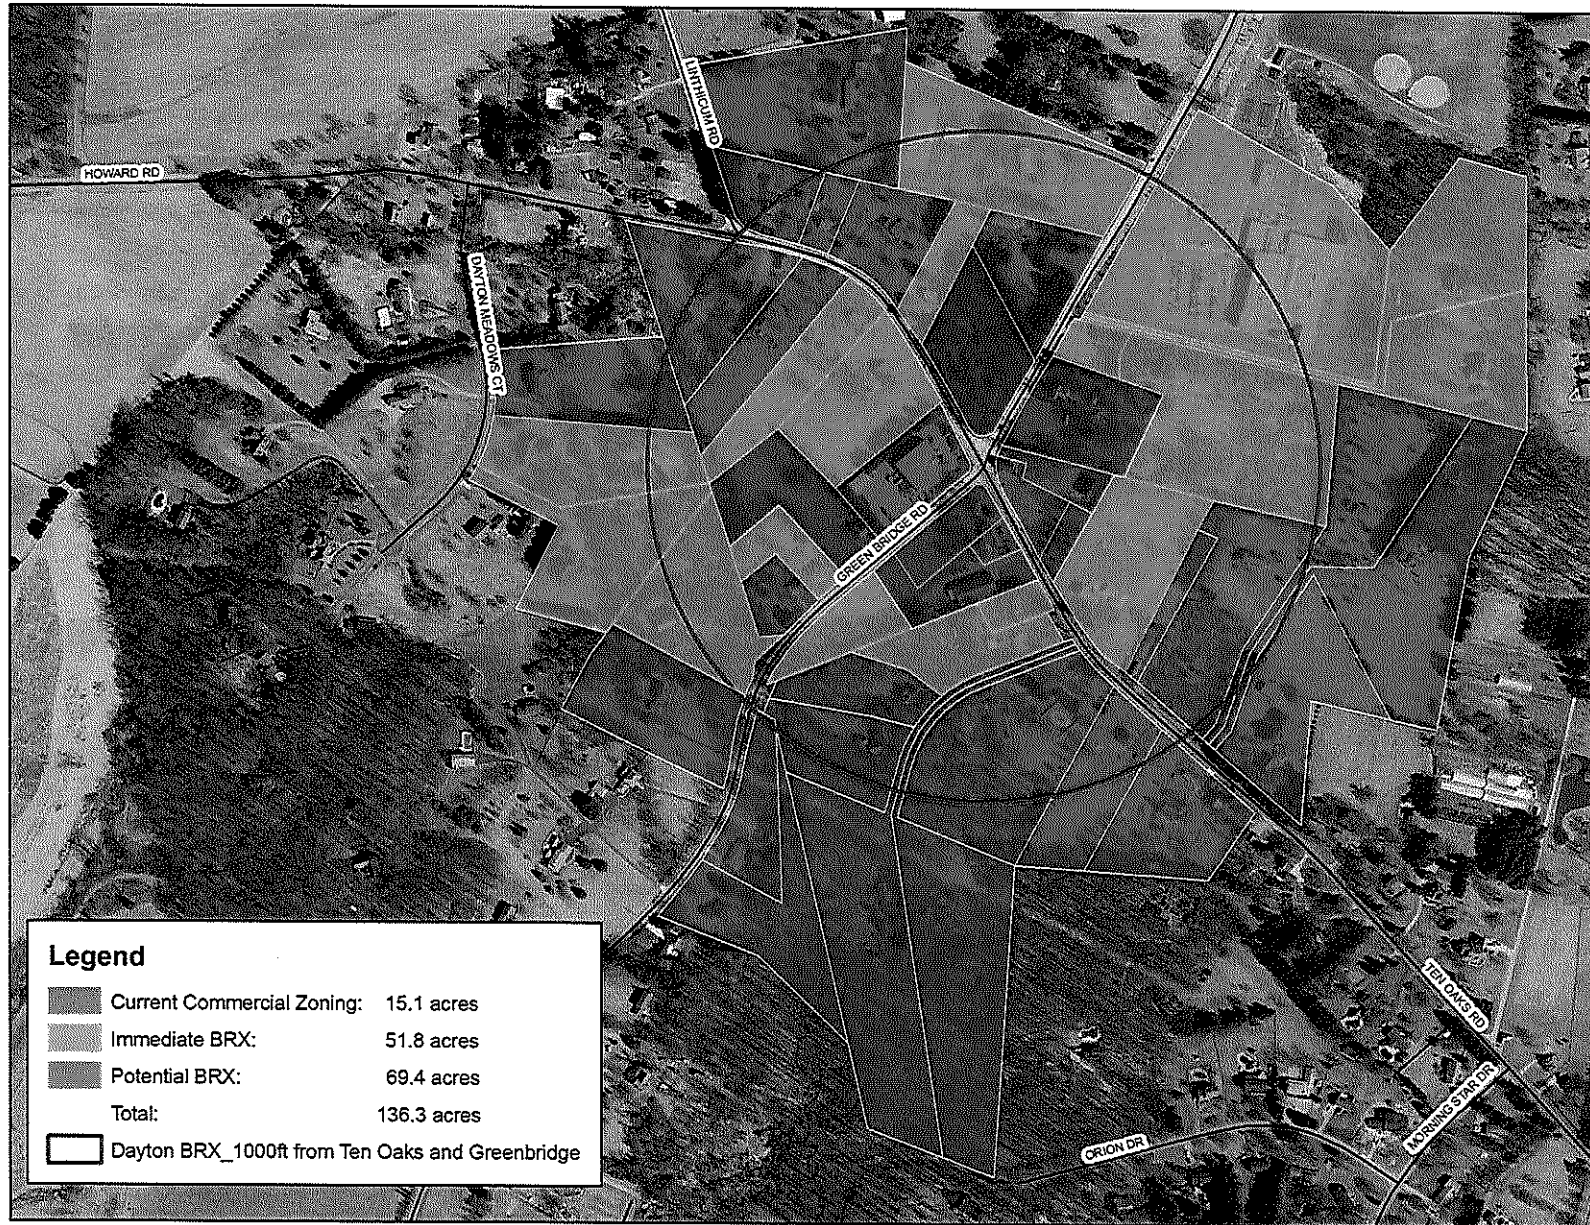 LINTHICUM RD
HOWARD RD
DAYTON MEADOWS CT
GREEN BRIDGE RD
TEN OAKS RD
MORNING STAR DR
ORION DR
Legend
Current Commercial Zoning: 15.1 acres
Immediate BRX: 51.8 acres
Potential BRX: 69.4 acres
Total: 136.3 acres
Dayton BRX_1000ft from Ten Oaks and Greenbridge